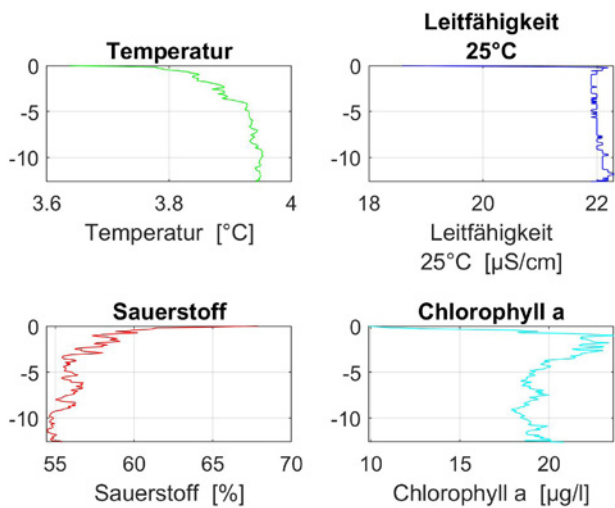 Temperatur
0
-5
-10
3.6 3.8 4
Temperatur [°C]
Leitfähigkeit
25°C
0
-5
-10
18 20 22
Leitfähigkeit
25°C [µS/cm]
Sauerstoff
0
-5
-10
55 60 65 70
Sauerstoff [%]
Chlorophyll a
0
-5
-10
10 15 20
Chlorophyll a [µg/l]